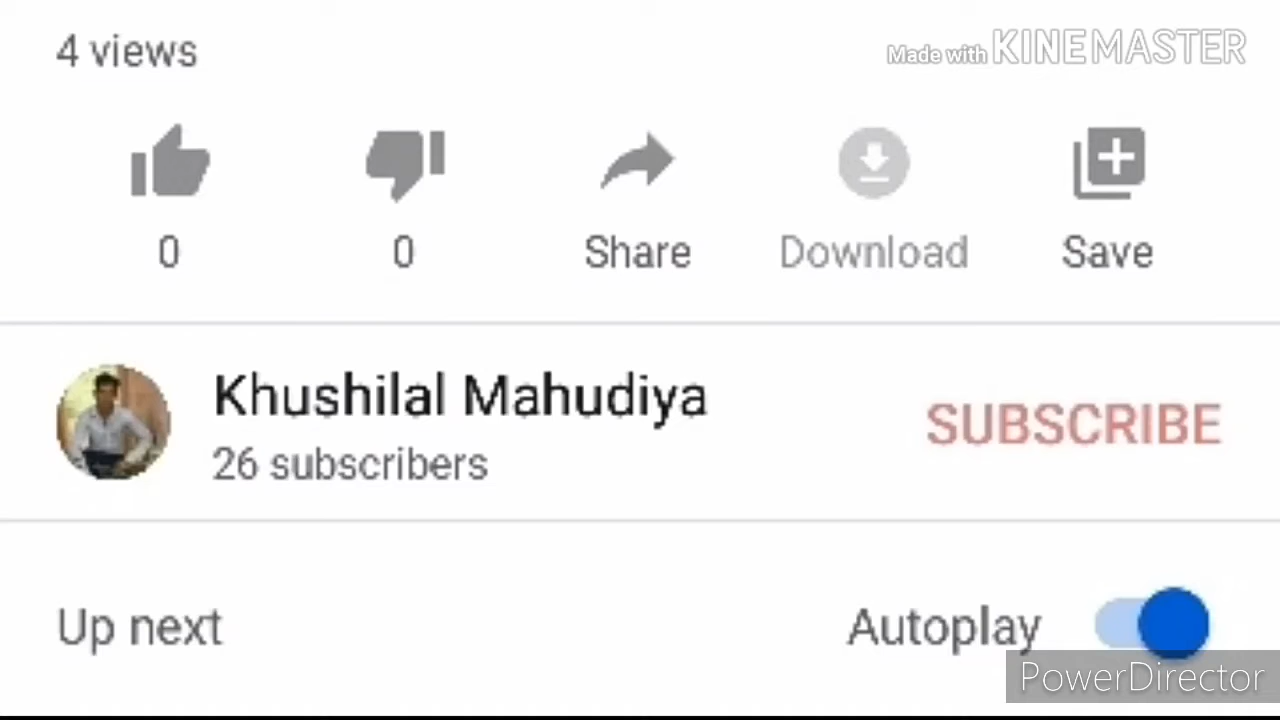 4 views
Made with KINEMASTER
0 0 Share Download Save
Khushilal Mahudiya
SUBSCRIBE
26 subscribers
Up next Autoplay
PowerDirector